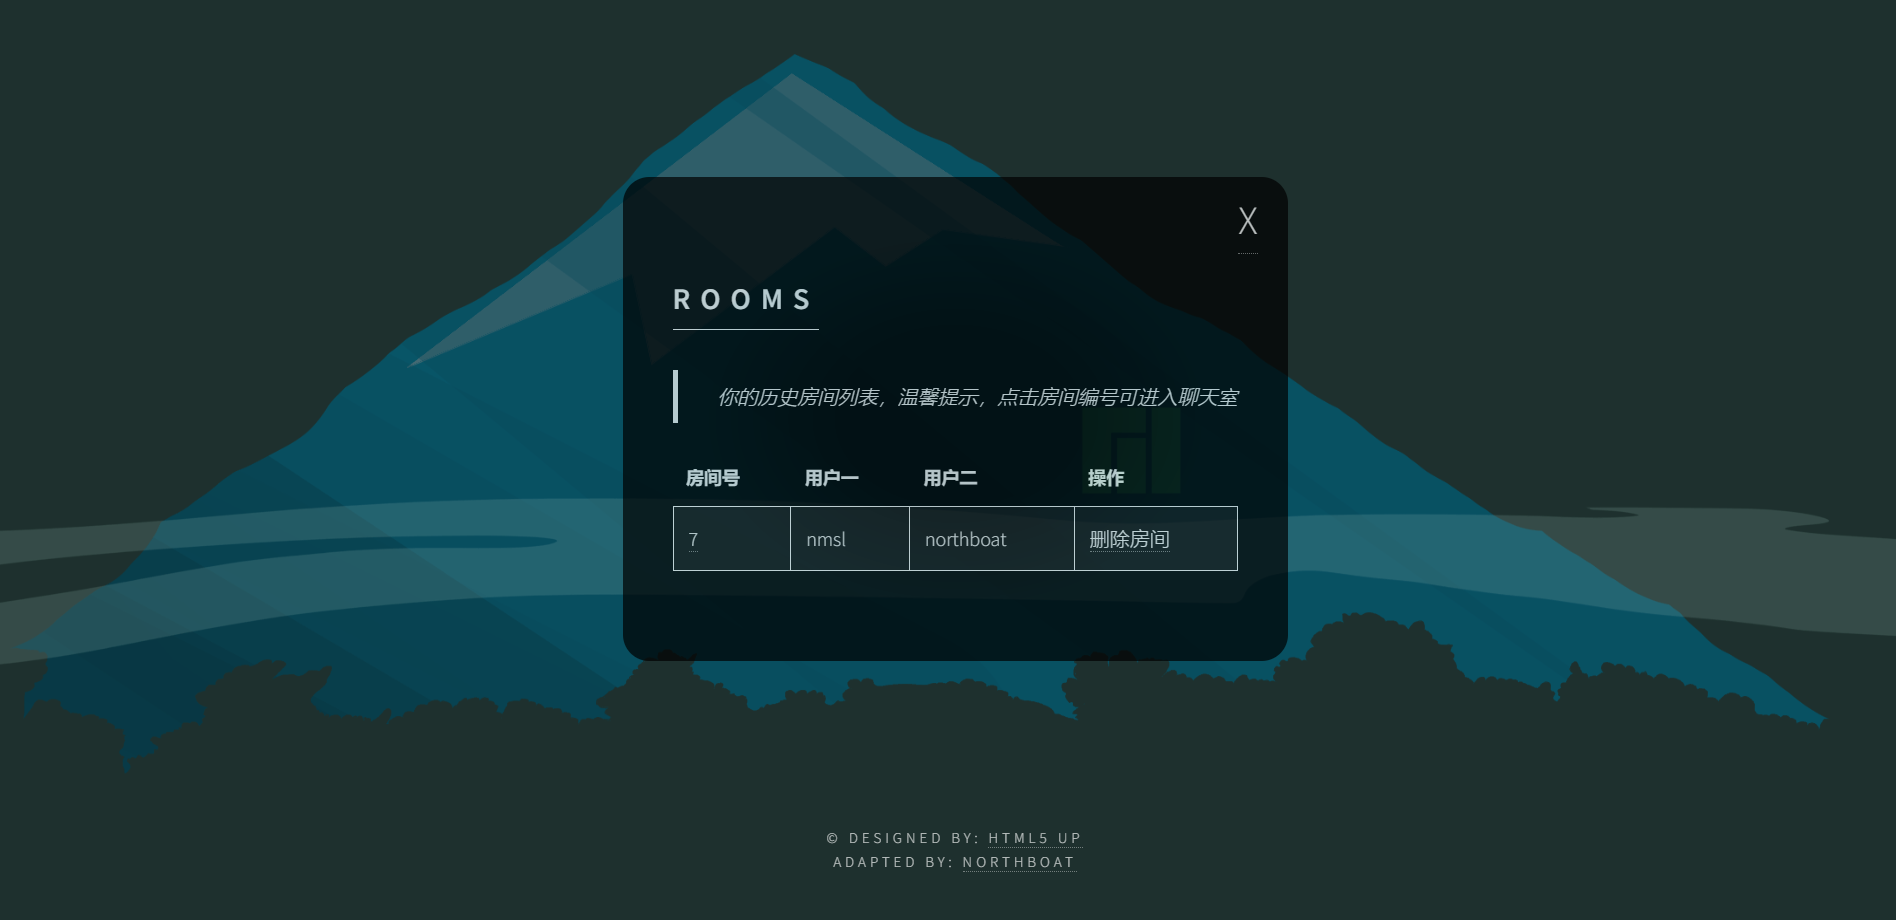 X
ROOMS
你的历史房间列表，温馨提示，点击房间编号可进入聊天室
房间号 用户一 用户二 操作
7 nmsl northboat 删除房间
© DESIGNED BY: HTML5 UP
ADAPTED BY: NORTHBOAT